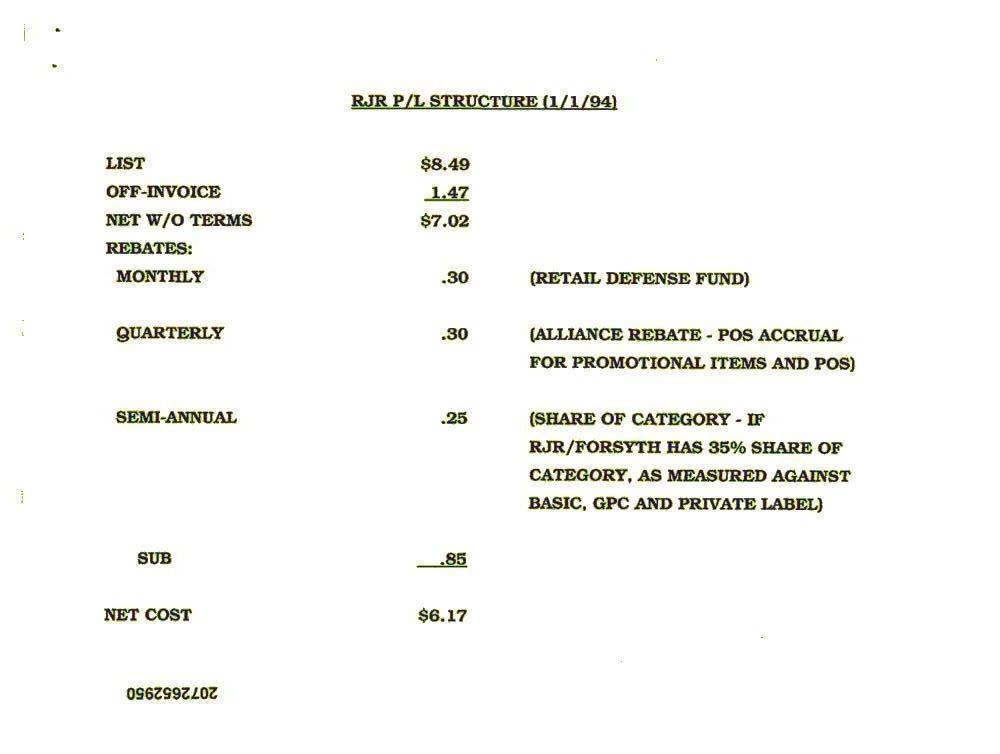 RJR P/L STRUCTURE (1/1/94)
LIST $8.49
OFF-INVOICE 1.47
NET W/O TERMS $7.02
REBATES:
MONTHLY .30 (RETAIL DEFENSE FUND)
QUARTERLY .30 (ALLIANCE REBATE - POS ACCRUAL
FOR PROMOTIONAL ITEMS AND POS)
SEMI-ANNUAL .25 (SHARE OF CATEGORY - IF
RJR/FORSYTH HAS 35% SHARE OF
CATEGORY, AS MEASURED AGAINST
BASIC, GPC AND PRIVATE LABEL)
SUB .85
NET COST $6.17
2072652950